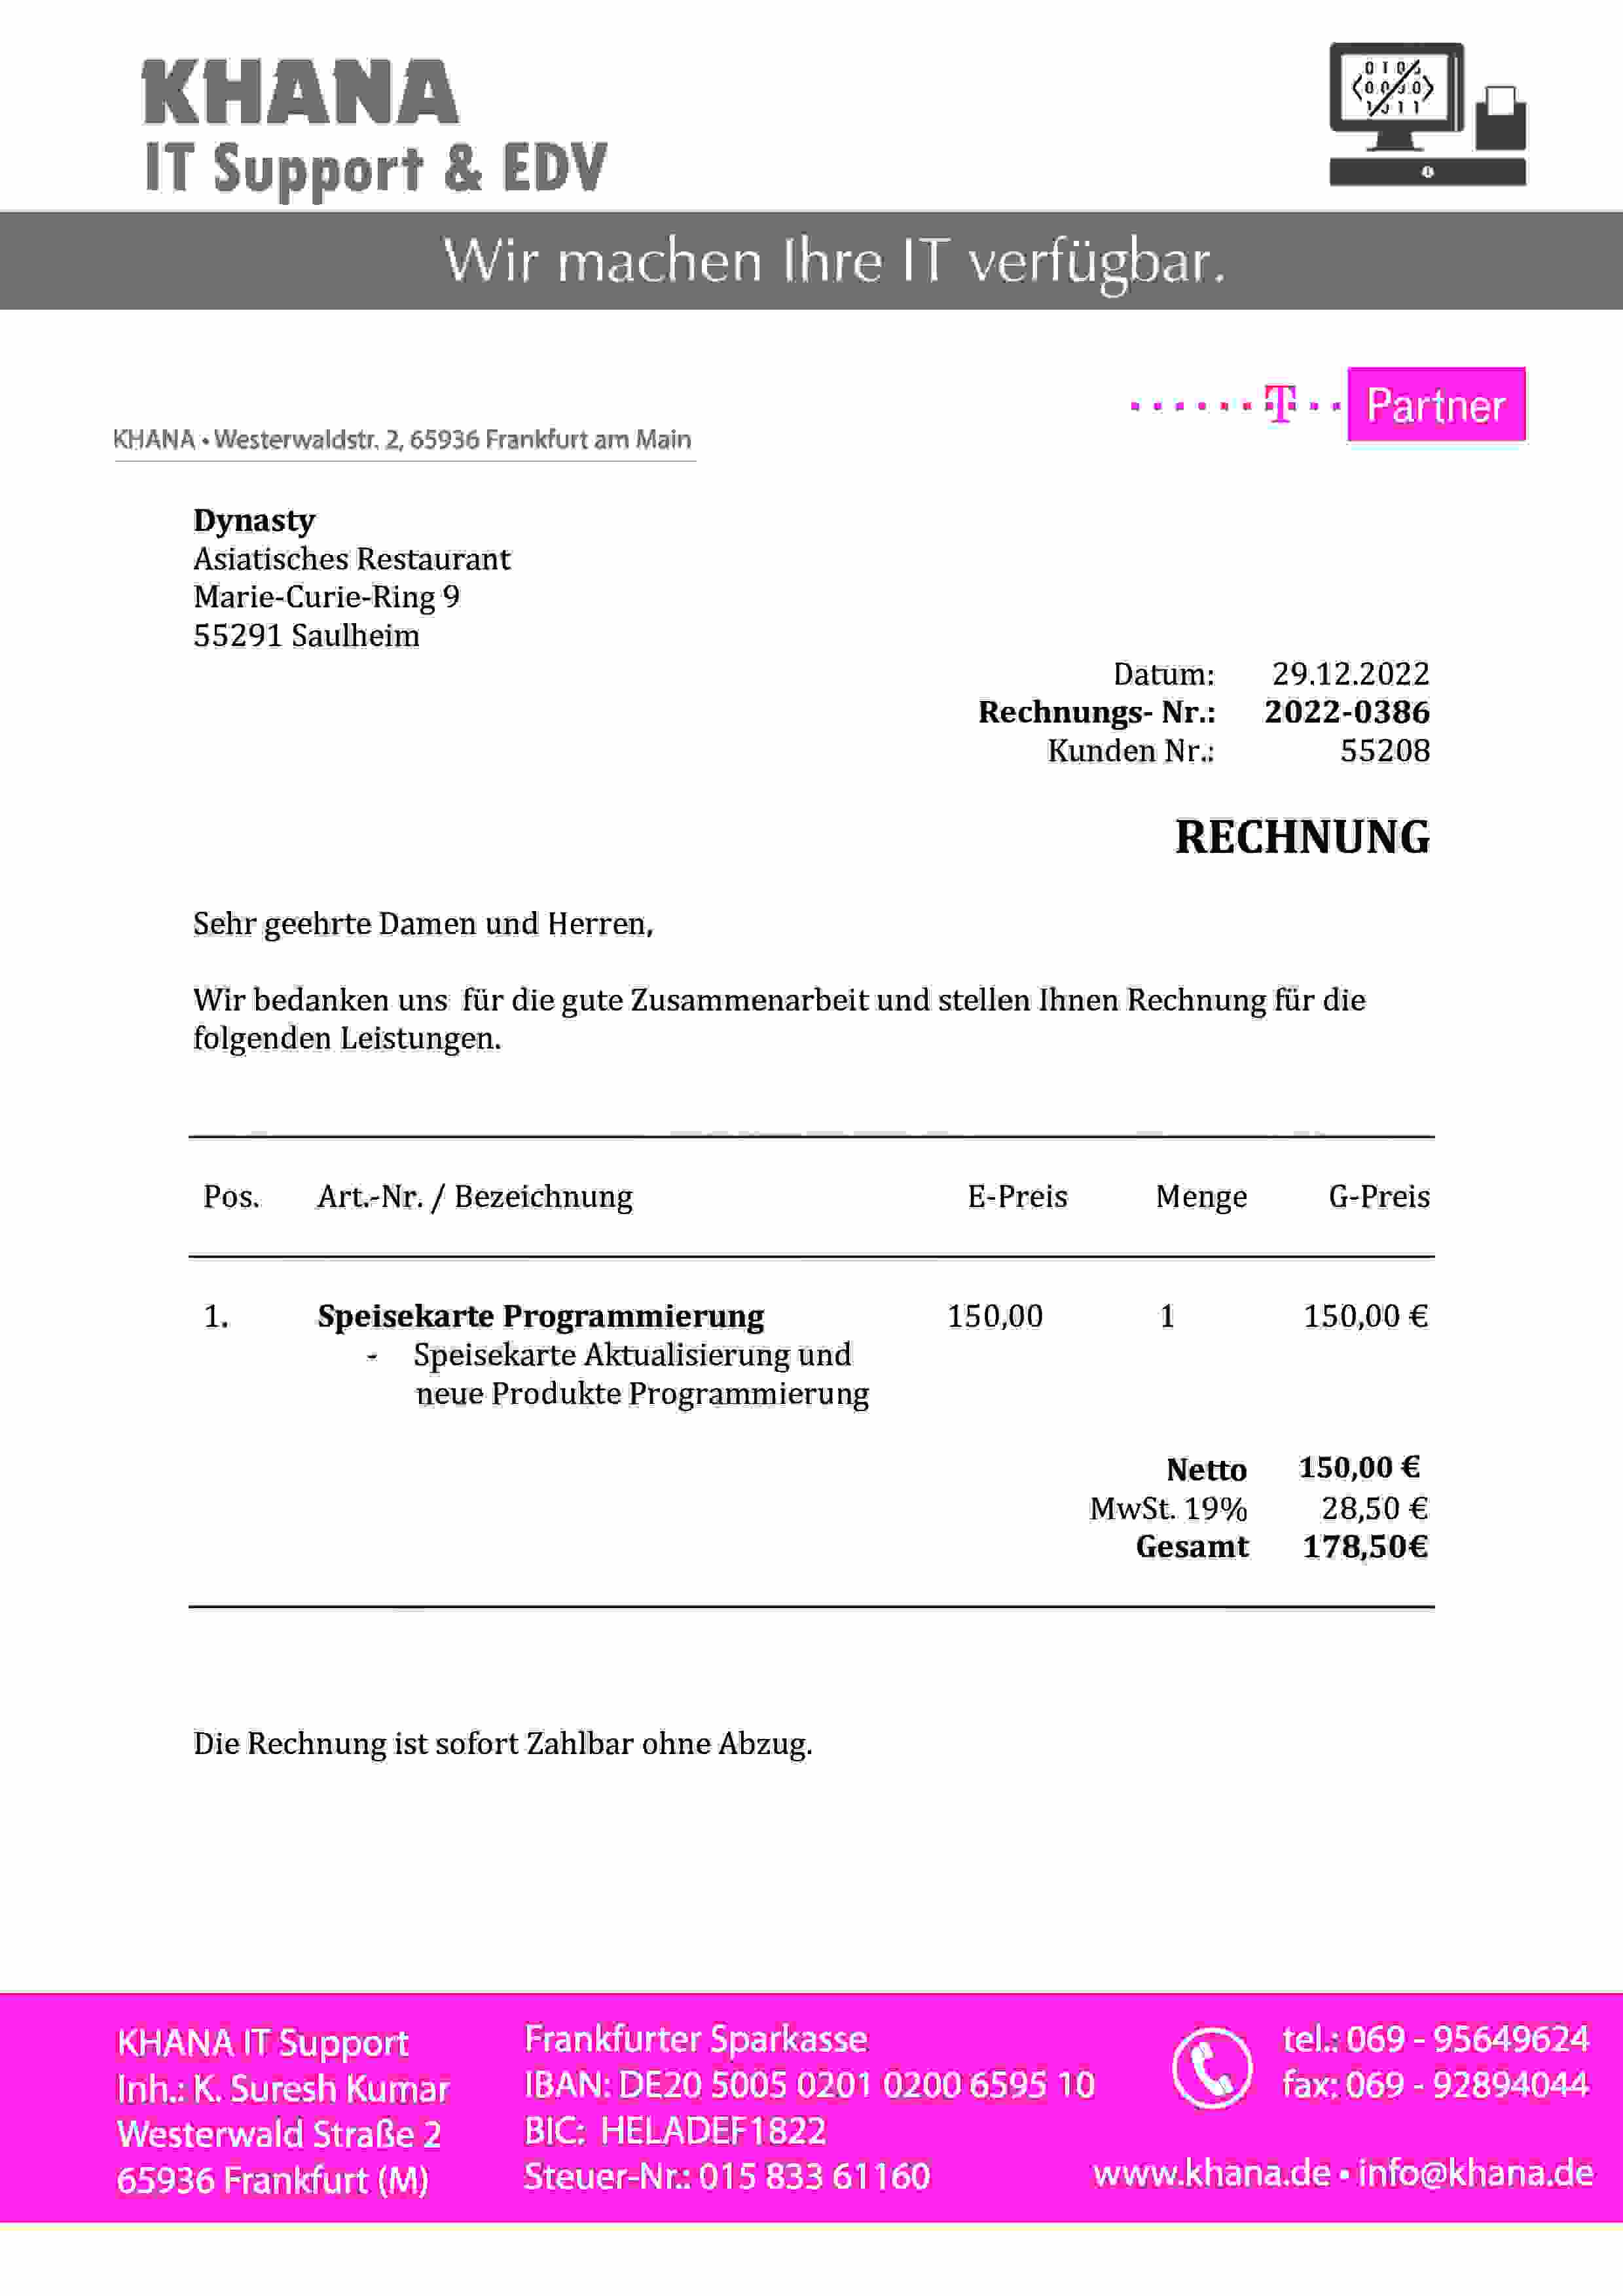 KHANA
IT Support & EDV
Wir machen Ihre IT verfügbar.
T Partner
KHANA • Westerwaldstr. 2, 65936 Frankfurt am Main
Dynasty
Asiatisches Restaurant
Marie-Curie-Ring 9
55291 Saulheim
Datum: 29.12.2022
Rechnungs- Nr.: 2022-0386
Kunden Nr.: 55208
RECHNUNG
Sehr geehrte Damen und Herren,
Wir bedanken uns für die gute Zusammenarbeit und stellen Ihnen Rechnung für die
folgenden Leistungen.
Pos. Art.-Nr. / Bezeichnung E-Preis Menge G-Preis
1. Speisekarte Programmierung 150,00 1 150,00 €
- Speisekarte Aktualisierung und
neue Produkte Programmierung
Netto 150,00 €
MwSt. 19% 28,50 €
Gesamt 178,50€
Die Rechnung ist sofort Zahlbar ohne Abzug.
KHANA IT Support
Inh.: K. Suresh Kumar
Westerwald Straße 2
65936 Frankfurt (M)
Frankfurter Sparkasse
IBAN: DE20 5005 0201 0200 6595 10
BIC: HELADEF1822
Steuer-Nr.: 015 833 61160
tel.: 069 - 95649624
fax: 069 - 92894044
www.khana.de • info@khana.de